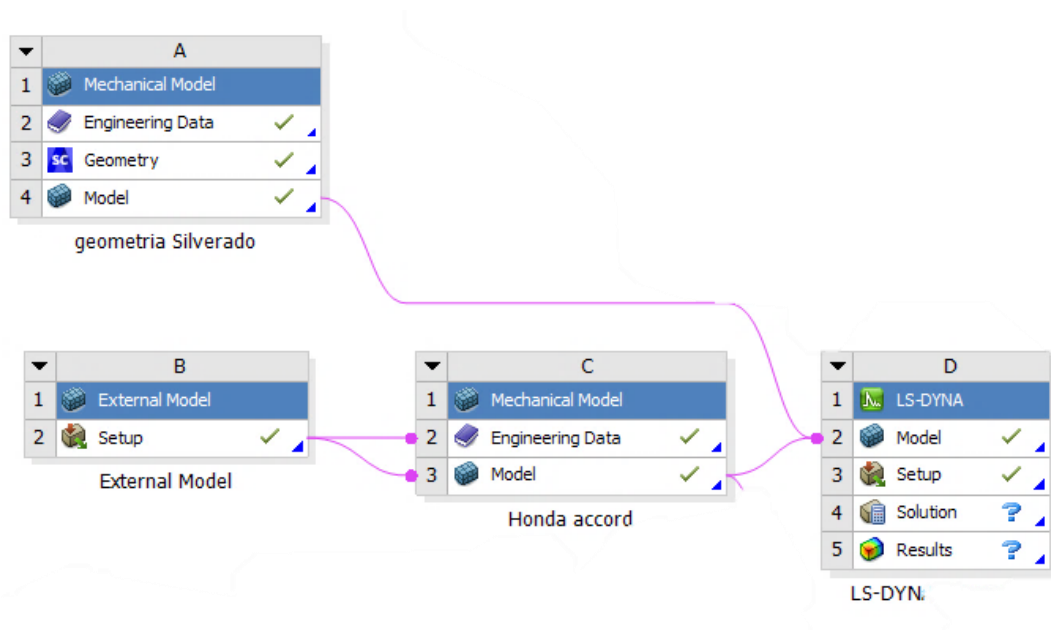 A
1 Mechanical Model
2 Engineering Data
3 SC Geometry
4 Model
geometria Silverado
B
1 External Model
2 Setup
External Model
C
1 Mechanical Model
2 Engineering Data
3 Model
Honda accord
D
1 LS-DYNA
2 Model
3 Setup
4 Solution ?
5 Results ?
LS-DYN